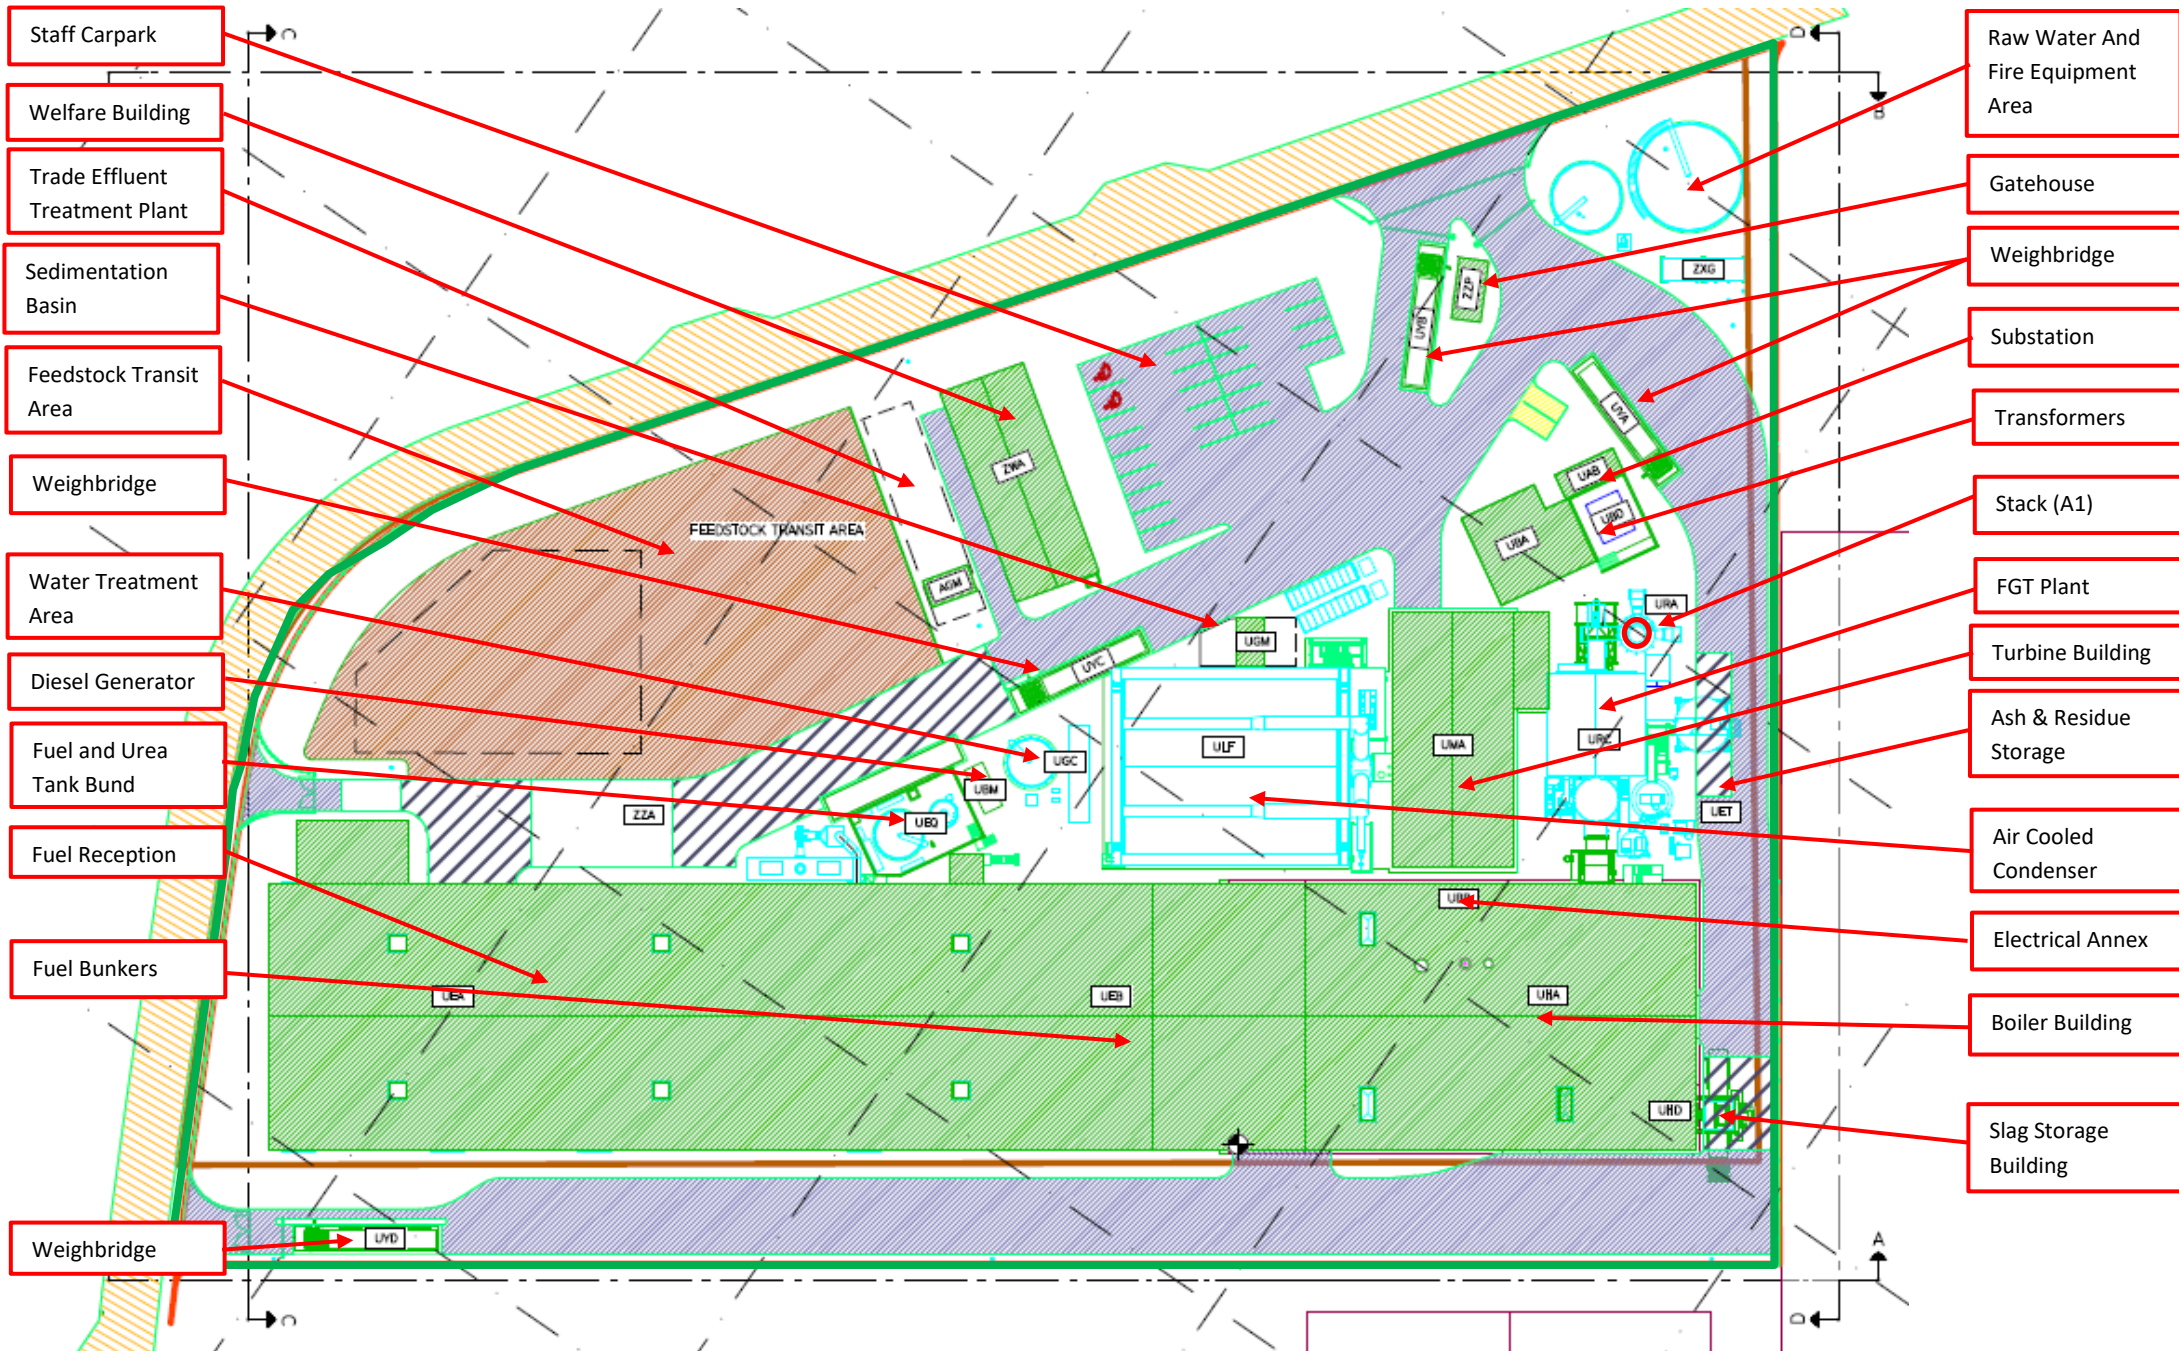 Staff Carpark
Welfare Building
Trade Effluent
Treatment Plant
Sedimentation
Basin
Feedstock Transit
Area
Weighbridge
Water Treatment
Area
Diesel Generator
Fuel and Urea
Tank Bund
Fuel Reception
Fuel Bunkers
Weighbridge
C
D
B
ZXG
ZZP
UYB
UYA
ZWA
UAB
UBD
UBA
FEEDSTOCK TRANSIT AREA
AGM
URA
UGM
UYC
ULF
UMA
URC
UGC
UBM
UET
ZZA
UEQ
UEA
UEB
UHA
UHD
UYD
A
C
D
Raw Water And
Fire Equipment
Area
Gatehouse
Weighbridge
Substation
Transformers
Stack (A1)
FGT Plant
Turbine Building
Ash & Residue
Storage
Air Cooled
Condenser
Electrical Annex
Boiler Building
Slag Storage
Building